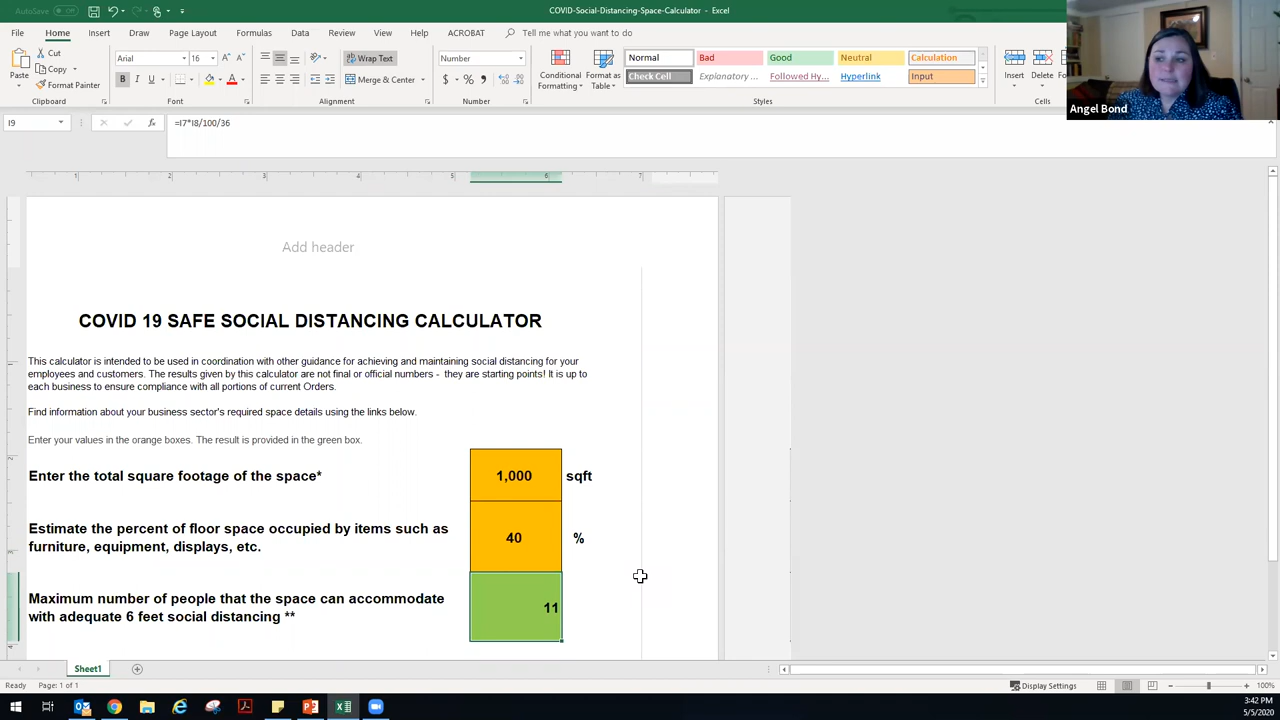 AutoSave Off
COVID-Social-Distancing-Space-Calculator - Excel
File Home Insert Draw Page Layout Formulas Data Review View Help ACROBAT Tell me what you want to do
Paste
Cut
Copy
Format Painter
Clipboard
Arial 16
B I U
Font
Wrap Text
Merge & Center
Alignment
Number
$ % ,
Number
Conditional Formatting
Format as Table
Normal Bad Good Neutral Calculation
Check Cell Explanatory ... Followed Hy... Hyperlink Input
Styles
Insert Delete
Cells
Angel Bond
I9
fx
=I7*I8/100/36
1 2 3 4 5 6 7
Add header
COVID 19 SAFE SOCIAL DISTANCING CALCULATOR
This calculator is intended to be used in coordination with other guidance for achieving and maintaining social distancing for your
employees and customers. The results given by this calculator are not final or official numbers - they are starting points! It is up to
each business to ensure compliance with all portions of current Orders.
Find information about your business sector's required space details using the links below.
Enter your values in the orange boxes. The result is provided in the green box.
Enter the total square footage of the space* 1,000 sqft
Estimate the percent of floor space occupied by items such as
furniture, equipment, displays, etc.
40 %
Maximum number of people that the space can accommodate
with adequate 6 feet social distancing **
11
Sheet1
Ready Page: 1 of 1
Display Settings
100%
3:42 PM
5/5/2020